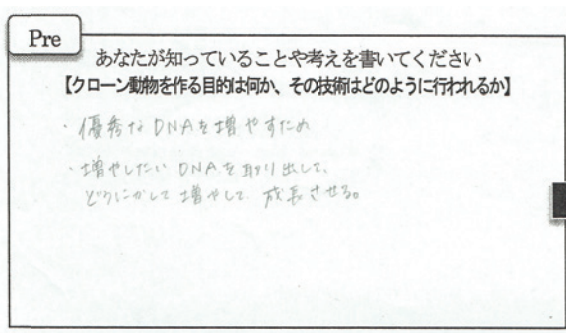 Pre
あなたが知っていることや考えを書いてください
【クローン動物を作る目的は何か、その技術はどのように行われるか】
・優秀な DNAを増やすため
・増やしたい DNAを取り出して、
どうにかして増やして、成長させる。